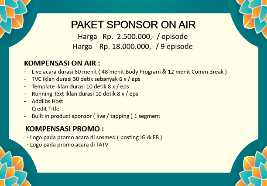 PAKET SPONSOR ON AIR
Harga Rp. 2.500.000,- / episode
Harga Rp. 18.000.000,- / 9 episode
KOMPENSASI ON AIR :
- Live acara durasi 60 menit ( 48 menit Body Program & 12 menit Comm Break )
- TVC iklan durasi 30 detik sebanyak 6 x / eps
- Template iklan durasi 10 detik 8 x / eps
- Running Text iklan durasi 10 detik 8 x / eps
- Addlibs Host
- Credit Title
- Built in product sponsor ( live / tapping ) 1 segment
KOMPENSASI PROMO :
- Logo pada promo acara di sosmed ( posting IG & FB )
- Logo pada promo acara di TATV